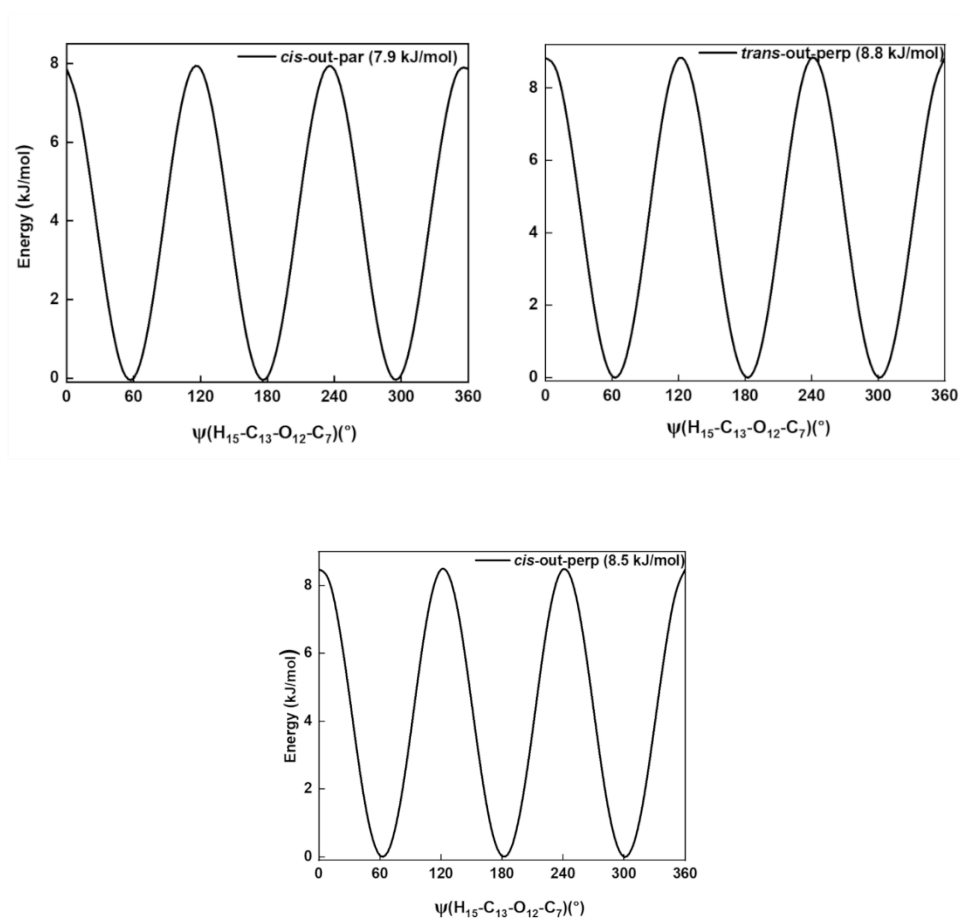 cis-out-par (7.9 kJ/mol)
8
6
4
2
0
Energy (kJ/mol)
0 60 120 180 240 300 360
ψ(H15-C13-O12-C7)(°)
trans-out-perp (8.8 kJ/mol)
8
6
4
2
0
0 60 120 180 240 300 360
ψ(H15-C13-O12-C7)(°)
cis-out-perp (8.5 kJ/mol)
8
6
4
2
0
Energy (kJ/mol)
0 60 120 180 240 300 360
ψ(H15-C13-O12-C7)(°)